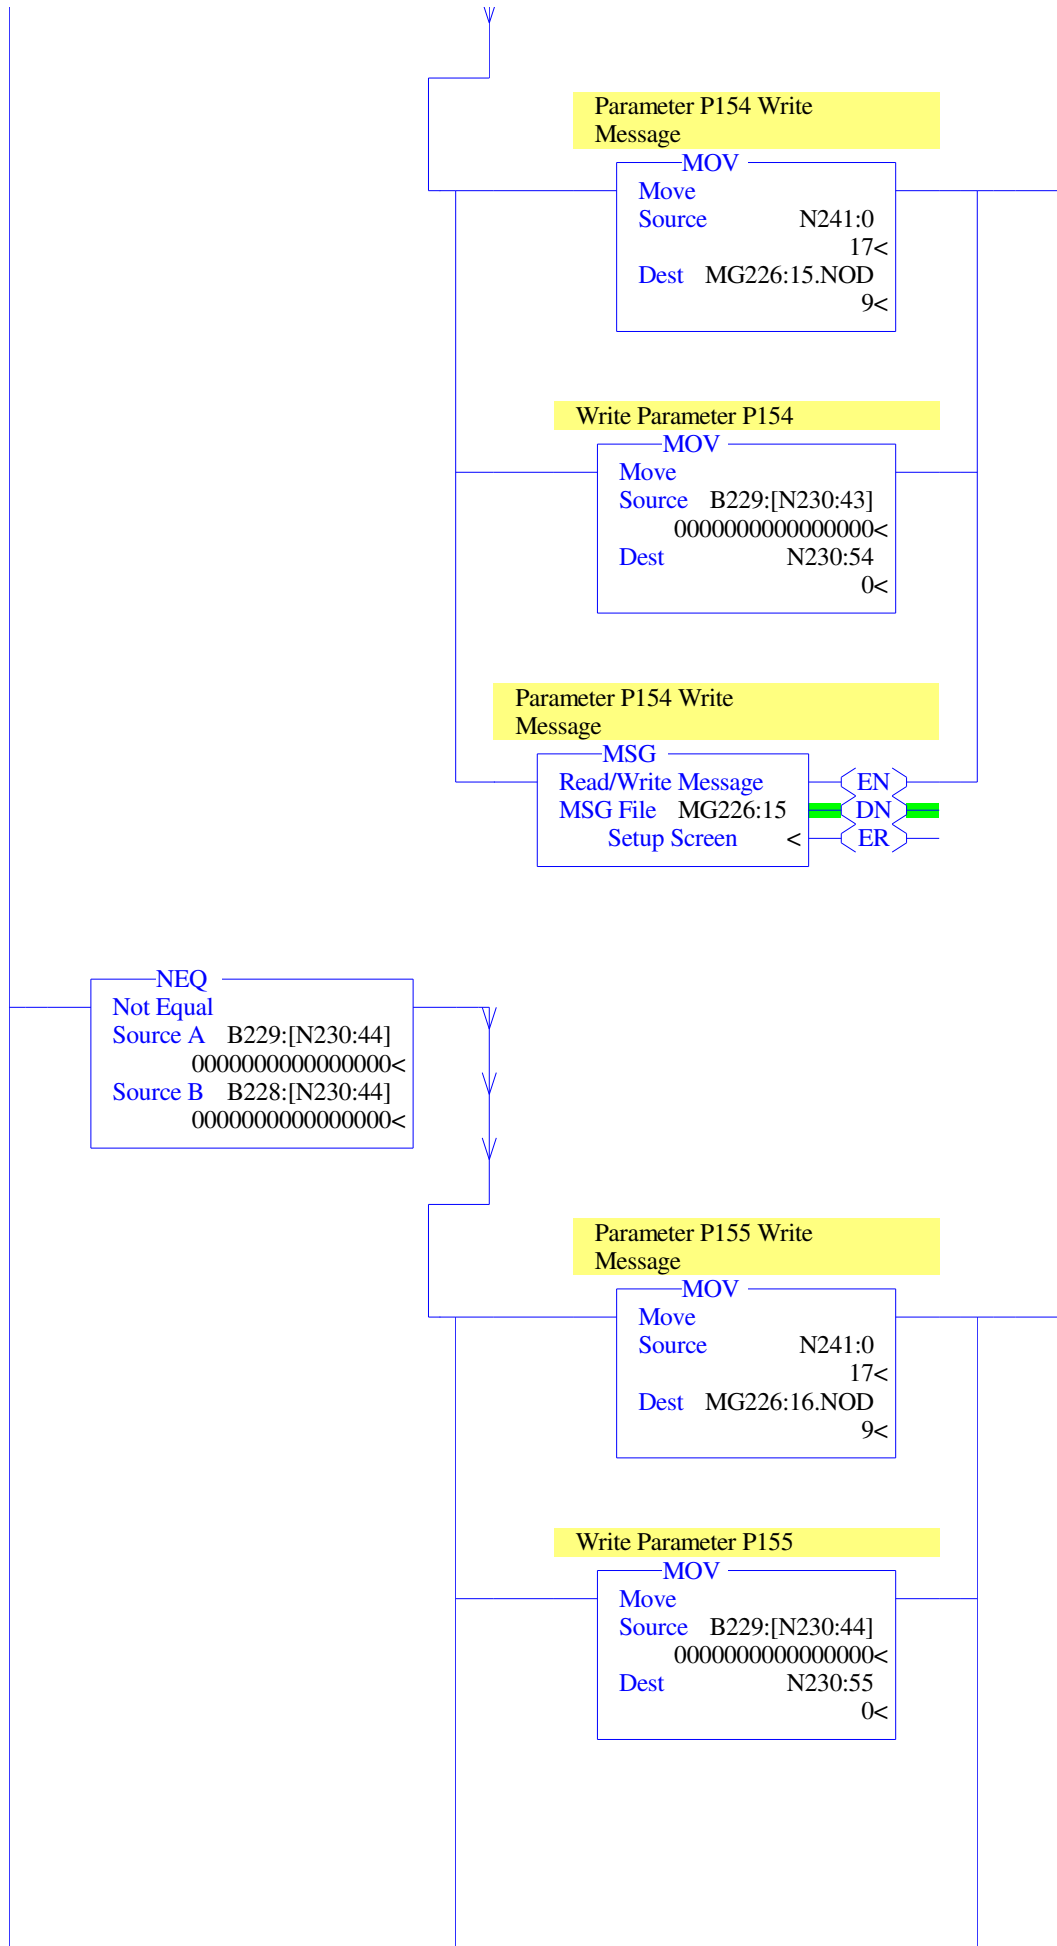 Parameter P154 Write
Message
MOV
Move
Source N241:0
17<
Dest MG226:15.NOD
9<
Write Parameter P154
MOV
Move
Source B229:[N230:43]
0000000000000000<
Dest N230:54
0<
Parameter P154 Write
Message
MSG
Read/Write Message EN
MSG File MG226:15 DN
Setup Screen < ER
NEQ
Not Equal
Source A B229:[N230:44]
0000000000000000<
Source B B228:[N230:44]
0000000000000000<
Parameter P155 Write
Message
MOV
Move
Source N241:0
17<
Dest MG226:16.NOD
9<
Write Parameter P155
MOV
Move
Source B229:[N230:44]
0000000000000000<
Dest N230:55
0<